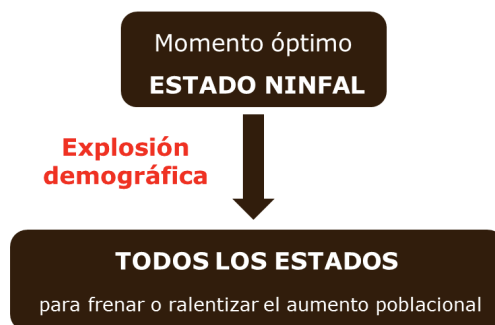 Momento óptimo
ESTADO NINFAL
Explosión
demográfica
TODOS LOS ESTADOS
para frenar o ralentizar el aumento poblacional